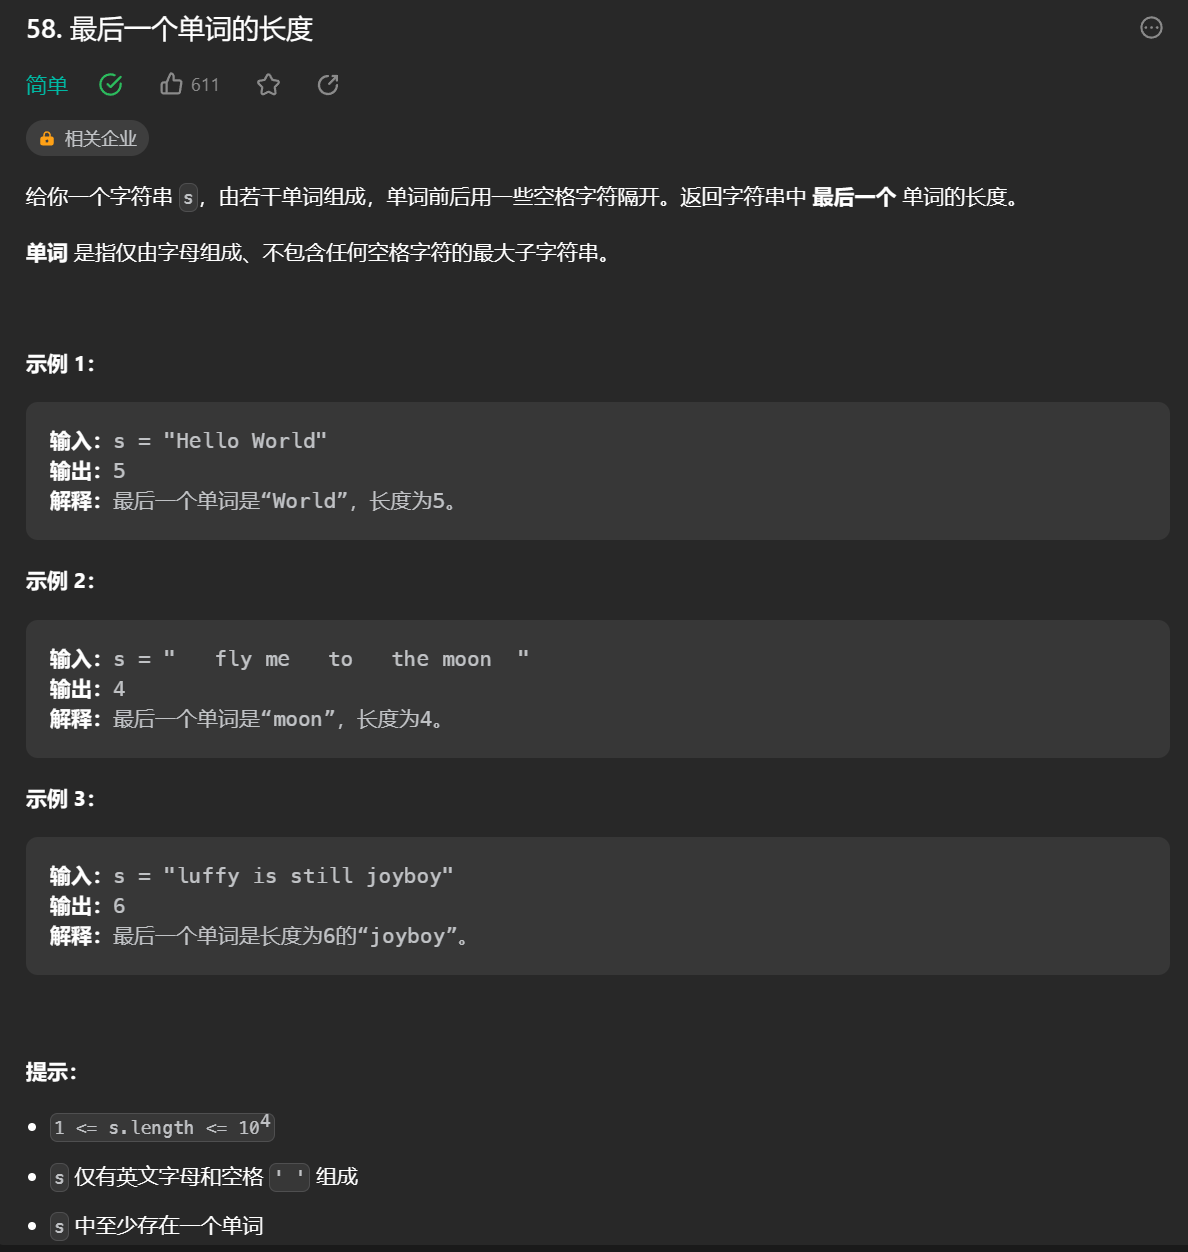 58. 最后一个单词的长度
简单 611
相关企业
给你一个字符串 s，由若干单词组成，单词前后用一些空格字符隔开。返回字符串中 最后一个 单词的长度。
单词 是指仅由字母组成、不包含任何空格字符的最大子字符串。
示例 1：
输入：s = "Hello World"
输出：5
解释：最后一个单词是“World”，长度为5。
示例 2：
输入：s = "   fly me   to   the moon  "
输出：4
解释：最后一个单词是“moon”，长度为4。
示例 3：
输入：s = "luffy is still joyboy"
输出：6
解释：最后一个单词是长度为6的“joyboy”。
提示：
• 1 <= s.length <= 10⁴
• s 仅有英文字母和空格 ' ' 组成
• s 中至少存在一个单词